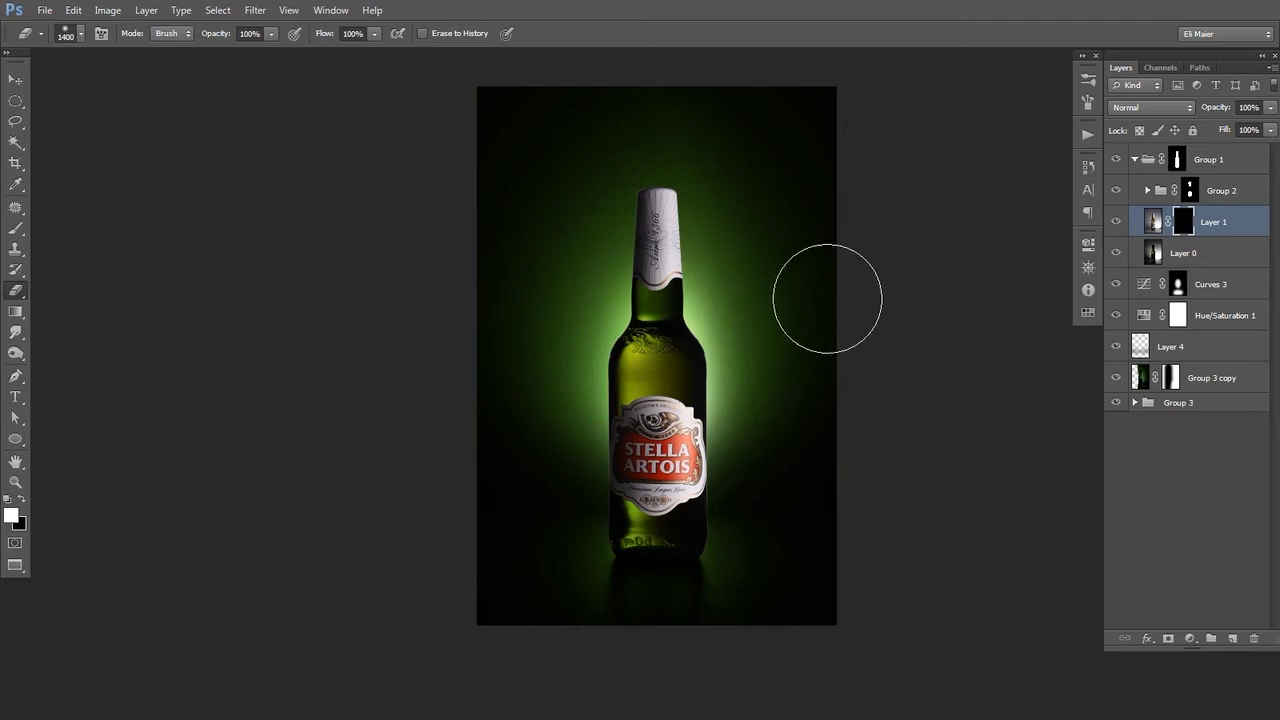 Ps File Edit Image Layer Type Select Filter View Window Help
1400 Mode: Brush Opacity: 100% Flow: 100% Erase to History Eli Maier
Layers Channels Paths
Kind
Normal Opacity: 100%
Lock: Fill: 100%
Group 1
Group 2
Layer 1
Layer 0
Curves 3
Hue/Saturation 1
Layer 4
Group 3 copy
Group 3
STELLA
ARTOIS
LEUVEN